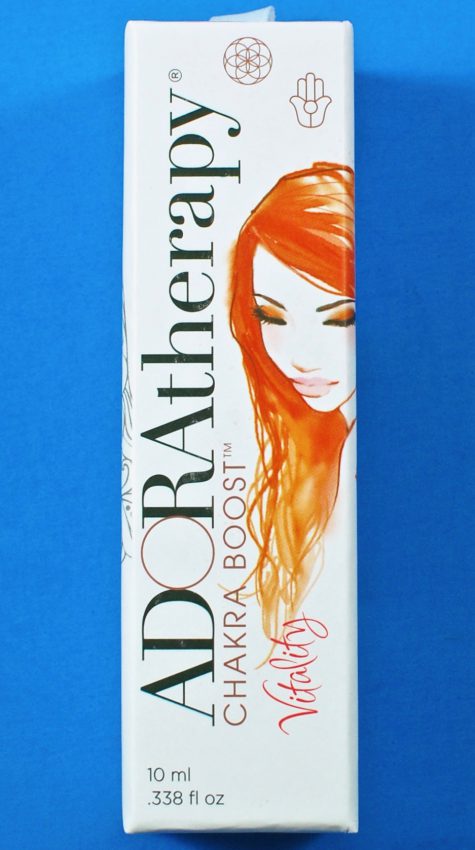 ADORAtherapy®
CHAKRA BOOST™
Vitality
10 ml
.338 fl oz